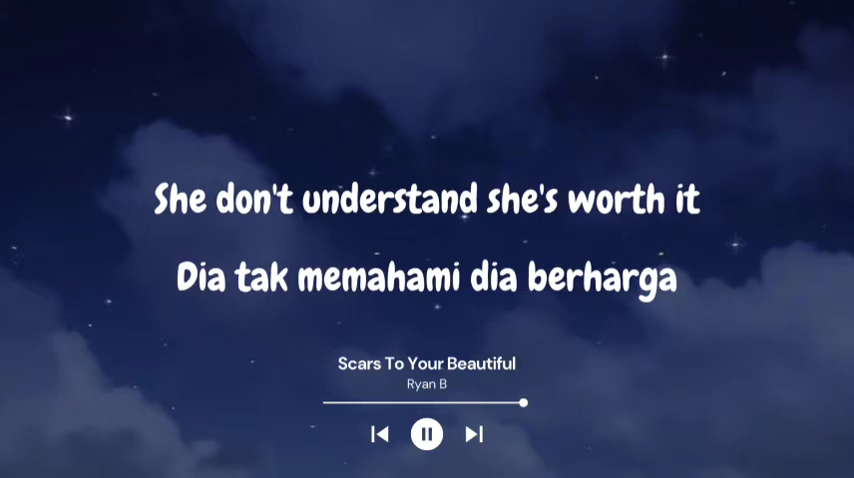 She don't understand she's worth it
Dia tak memahami dia berharga
Scars To Your Beautiful
Ryan B